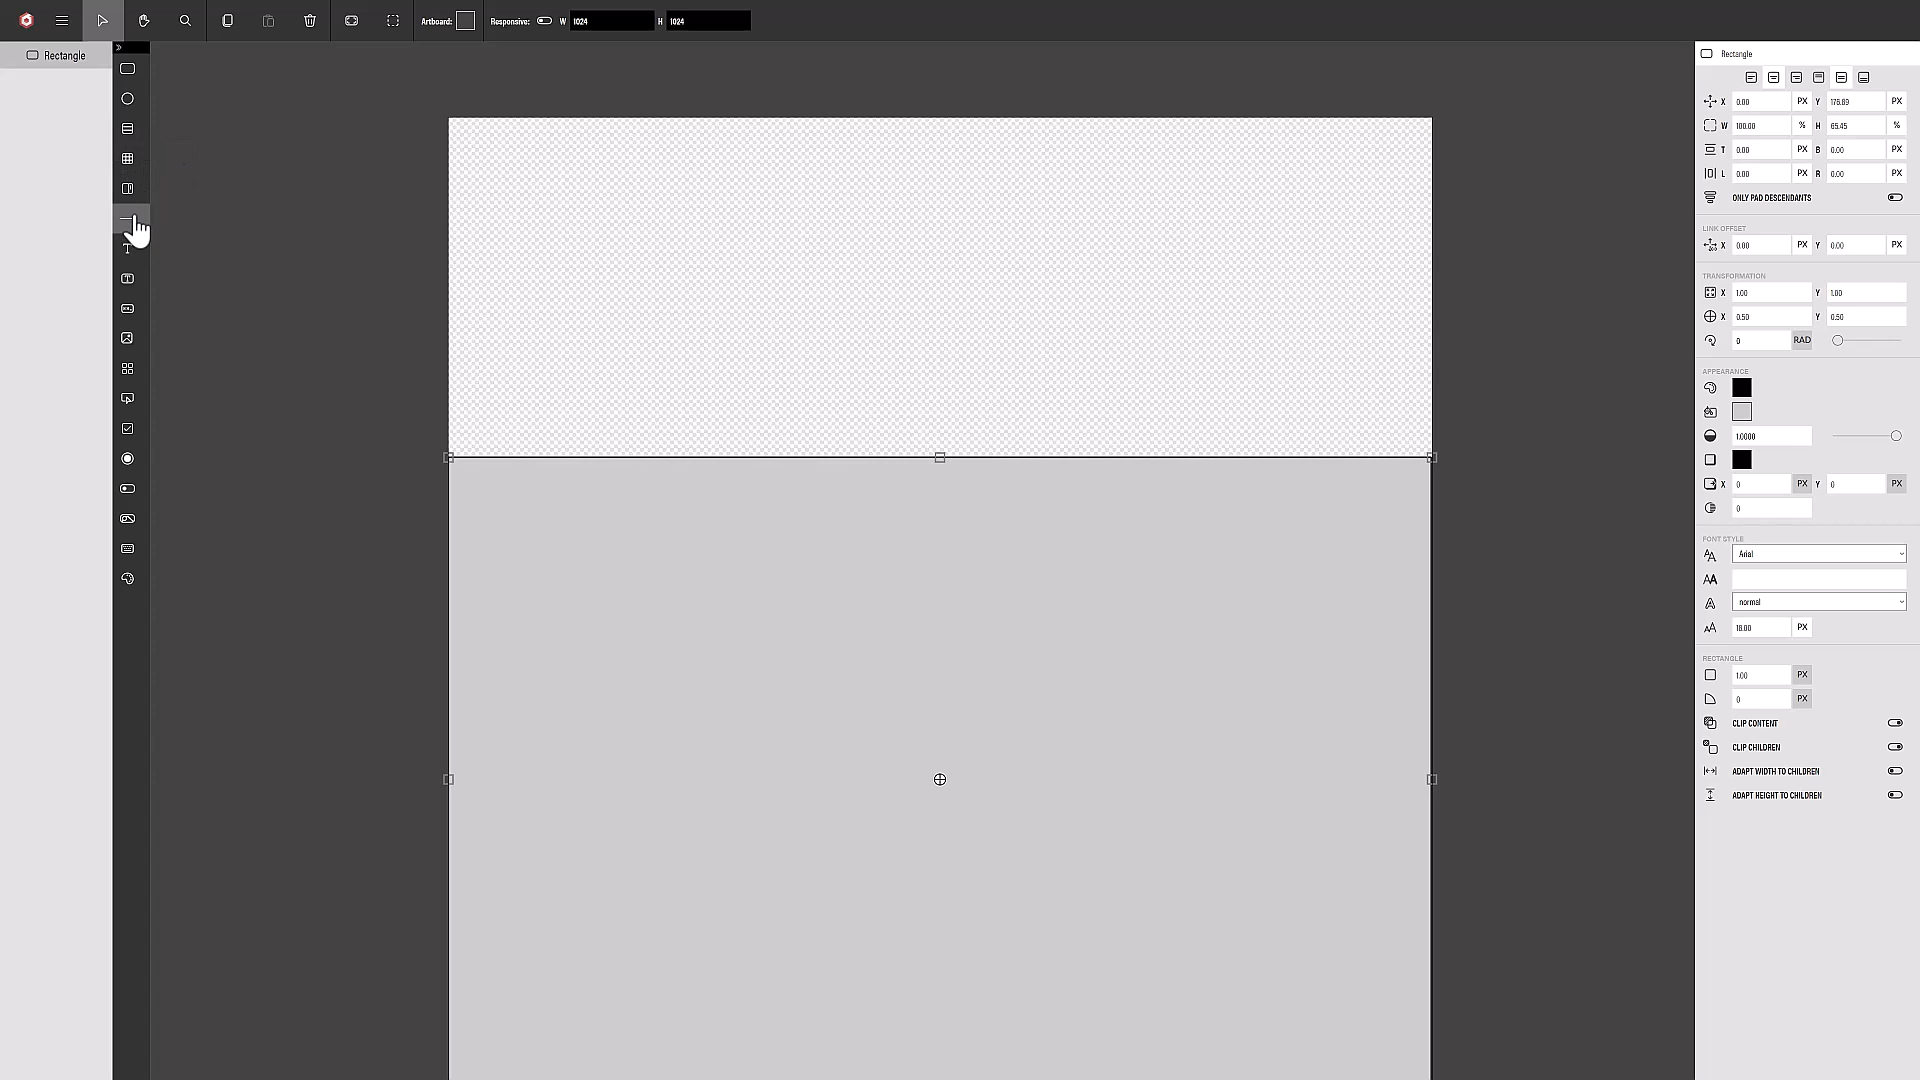 Artboard: Responsive: W 1024 H 1024
Rectangle
Rectangle
X 0.00 PX Y 176.89 PX
W 100.00 % H 65.45 %
T 0.00 PX B 0.00 PX
L 0.00 PX R 0.00 PX
ONLY PAD DESCENDANTS
LINK OFFSET
X 0.00 PX Y 0.00 PX
TRANSFORMATION
X 1.00 Y 1.00
X 0.50 Y 0.50
0 RAD
APPEARANCE
1.0000
X 0 PX Y 0 PX
0
FONT STYLE
Arial
normal
18.00 PX
RECTANGLE
1.00 PX
0 PX
CLIP CONTENT
CLIP CHILDREN
ADAPT WIDTH TO CHILDREN
ADAPT HEIGHT TO CHILDREN